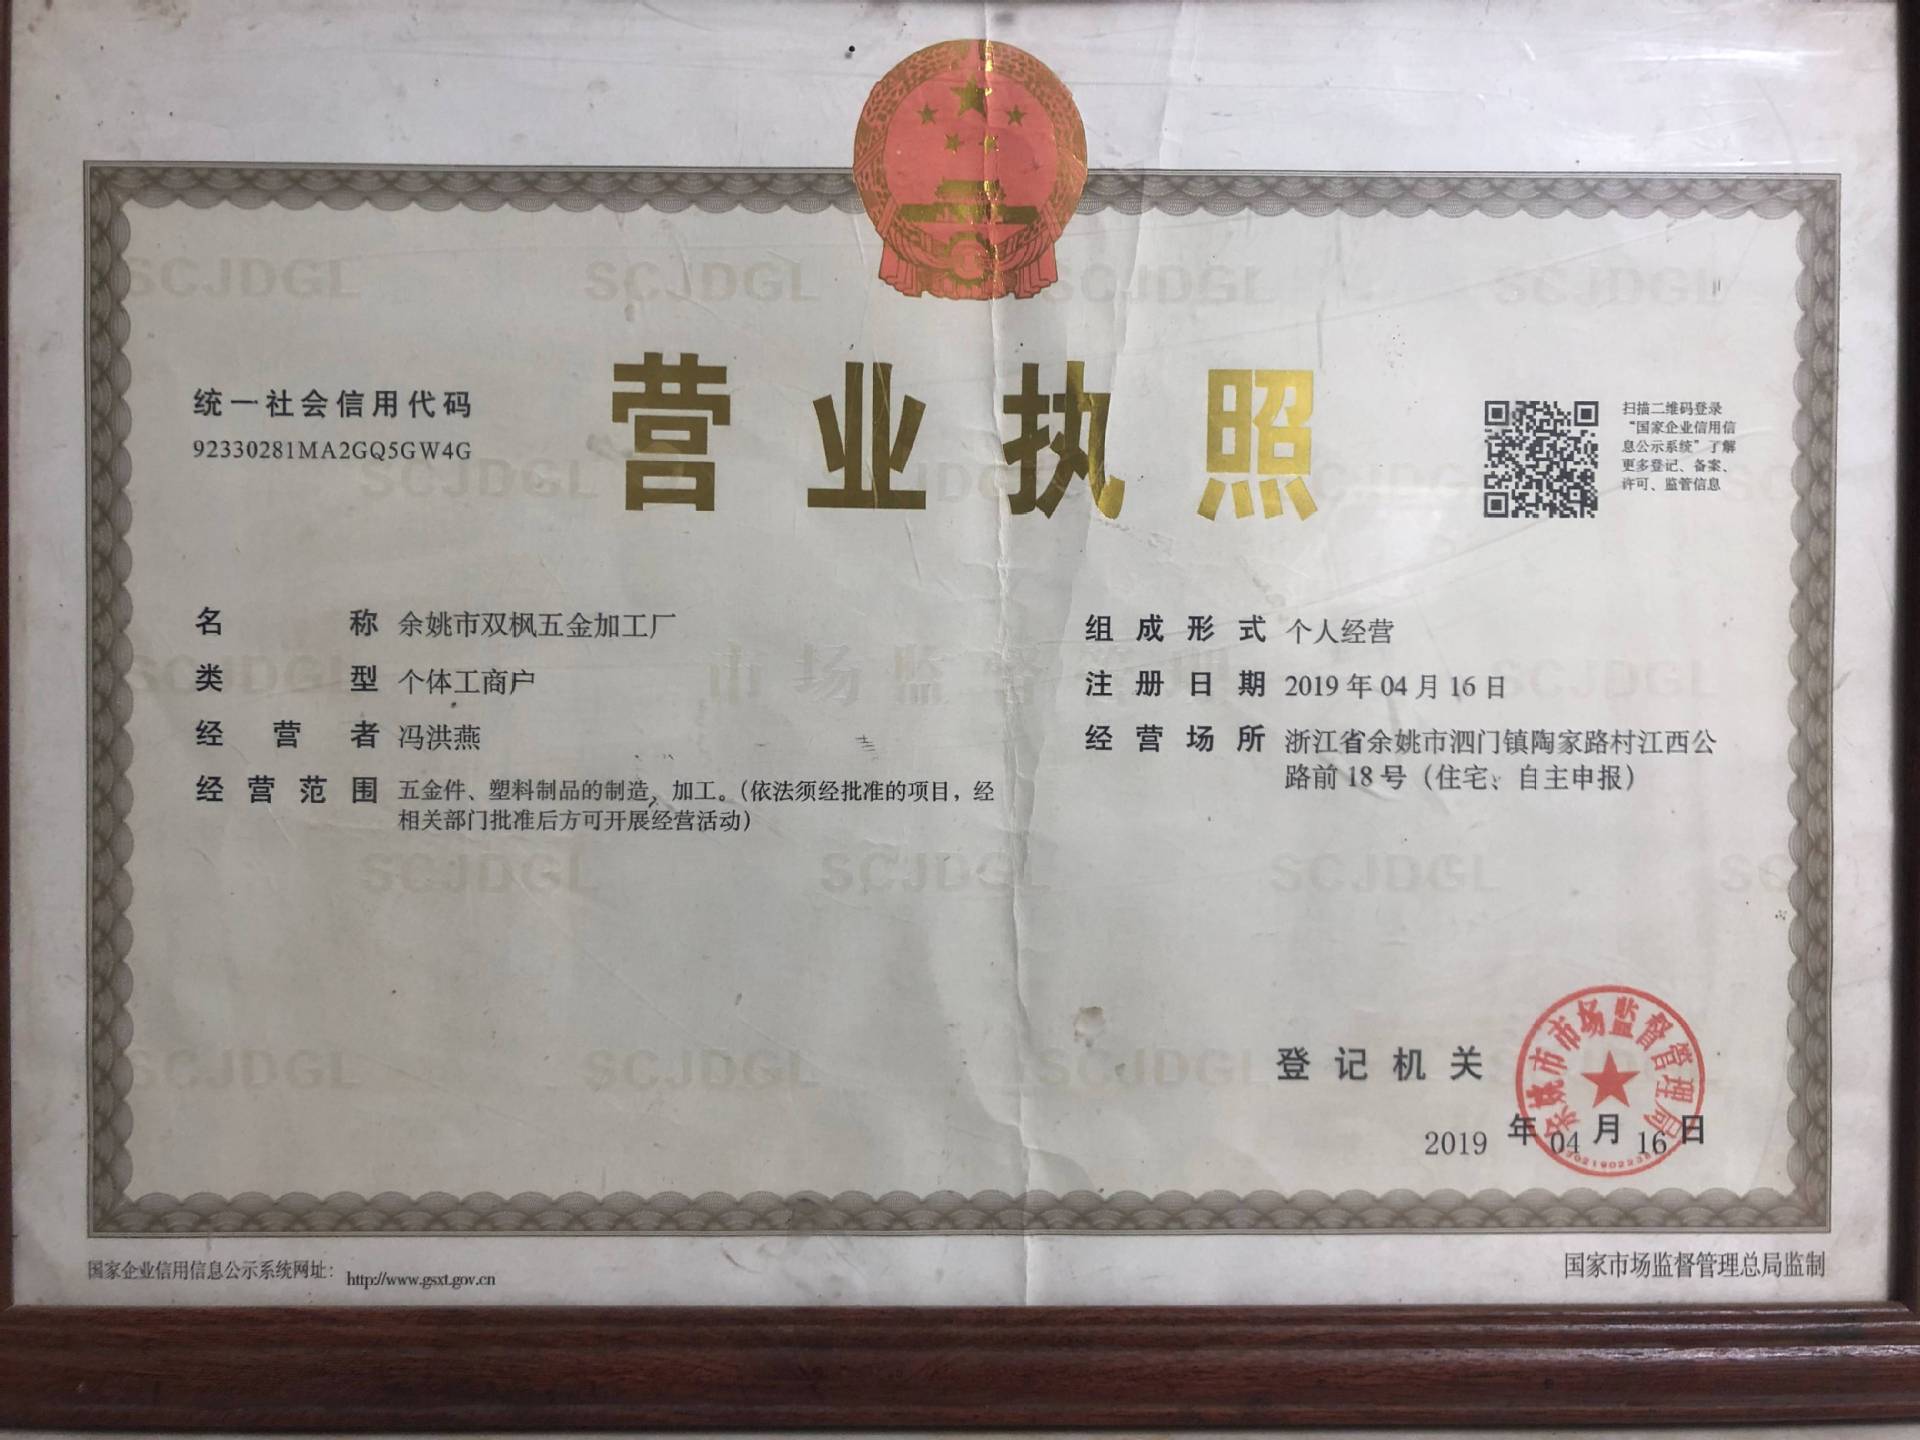 统一社会信用代码
92330281MA2GQ5GW4G
营业执照
扫描二维码登录
“国家企业信用信
息公示系统”了解
更多登记、备案、
许可、监管信息
名称 余姚市双枫五金加工厂
类型 个体工商户
经营者 冯洪燕
经营范围 五金件、塑料制品的制造、加工。（依法须经批准的项目，经
相关部门批准后方可开展经营活动）
组成形式 个人经营
注册日期 2019年04月16日
经营场所 浙江省余姚市泗门镇陶家路村江西公
路前18号（住宅、自主申报）
登记机关
余姚市市场监督管理局
2019年04月16日
国家企业信用信息公示系统网址：http://www.gsxt.gov.cn
国家市场监督管理总局监制
SCJDGL